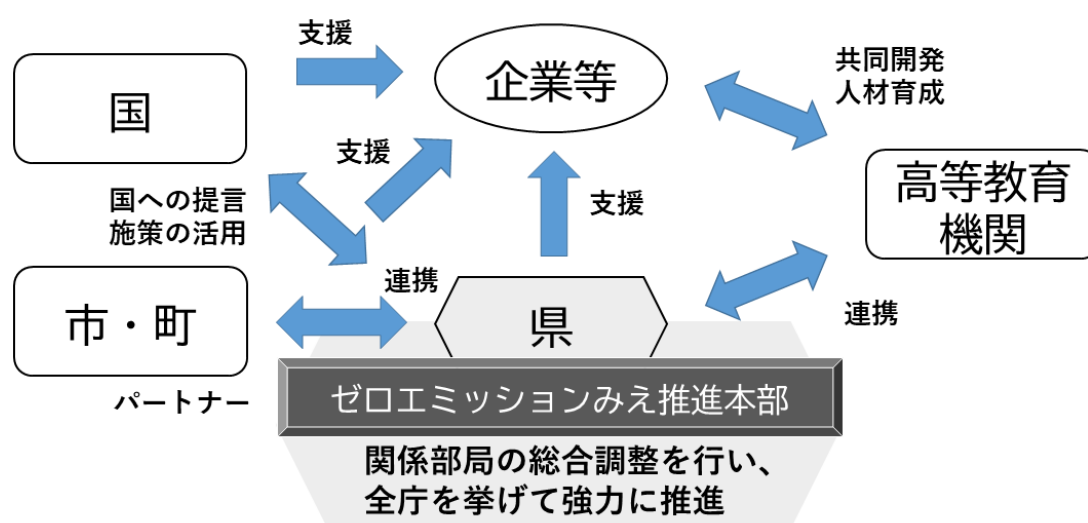 支援
国
企業等
共同開発
人材育成
支援
高等教育
機関
国への提言
施策の活用
支援
市・町
連携
県
連携
パートナー
ゼロエミッションみえ推進本部
関係部局の総合調整を行い、
全庁を挙げて強力に推進